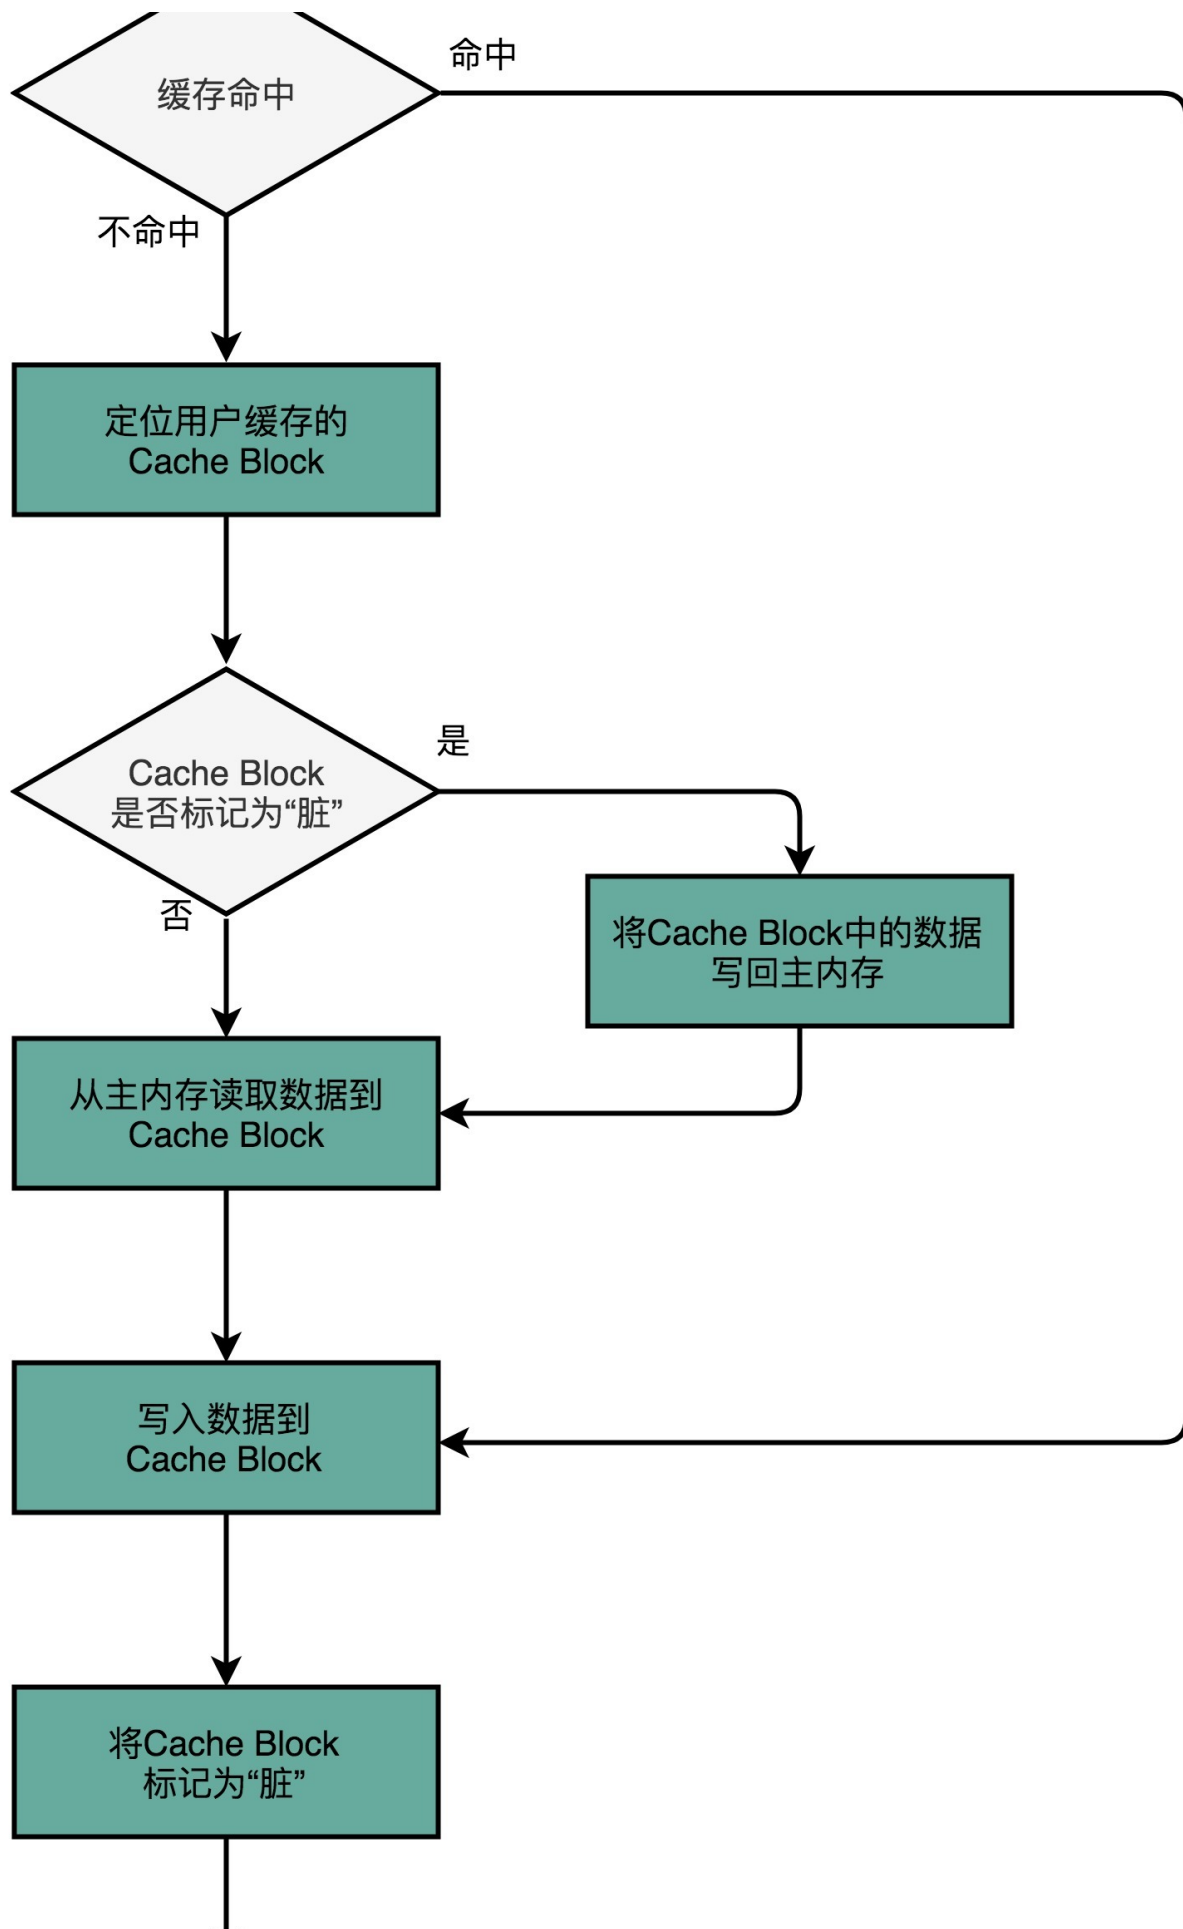 命中
缓存命中
不命中
定位用户缓存的
Cache Block
是
Cache Block
是否标记为“脏”
否
将Cache Block中的数据
写回主内存
从主内存读取数据到
Cache Block
写入数据到
Cache Block
将Cache Block
标记为“脏”